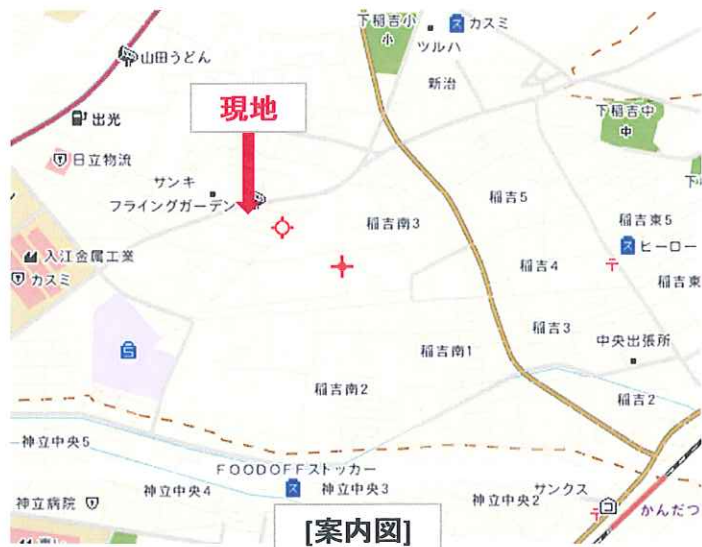 下稲吉小
小
カスミ
ツルハ
山田うどん
新治
現地
出光
下稲吉中
中
日立物流
サンキ
フライングガーデン
稲吉5
稲吉南3
稲吉東5
ヒーロー
入江金属工業
カスミ
稲吉4
稲吉東
稲吉3
中央出張所
稲吉南1
稲吉南2
稲吉2
神立中央5
FOODOFFストッカー
神立中央4
神立中央3
神立中央2
サンクス
神立病院
かんだつ
[案内図]